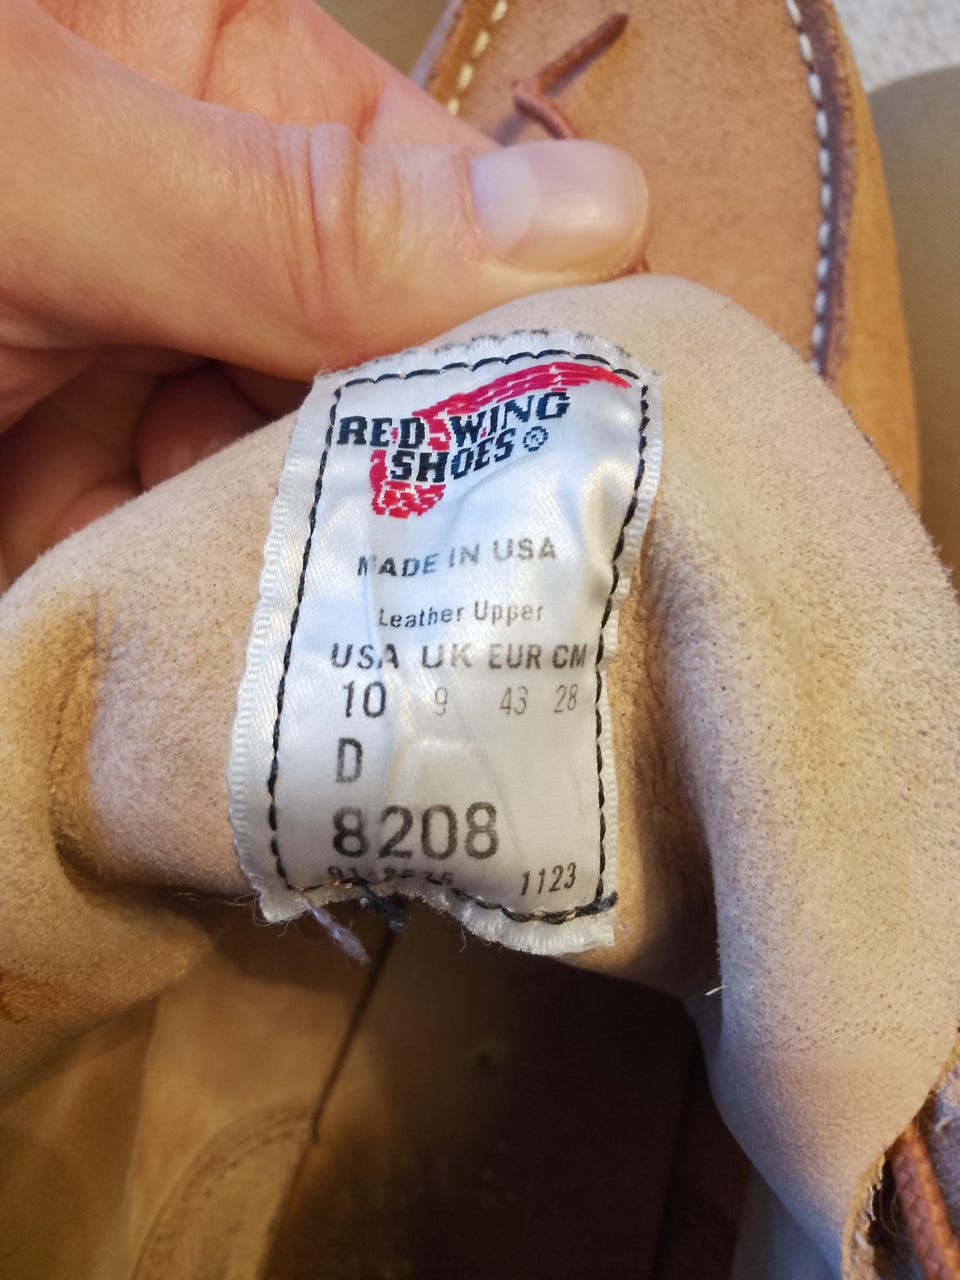 RED WING
SHOES ®
MADE IN USA
Leather Upper
USA UK EUR CM
10 9 43 28
D
8208
1123